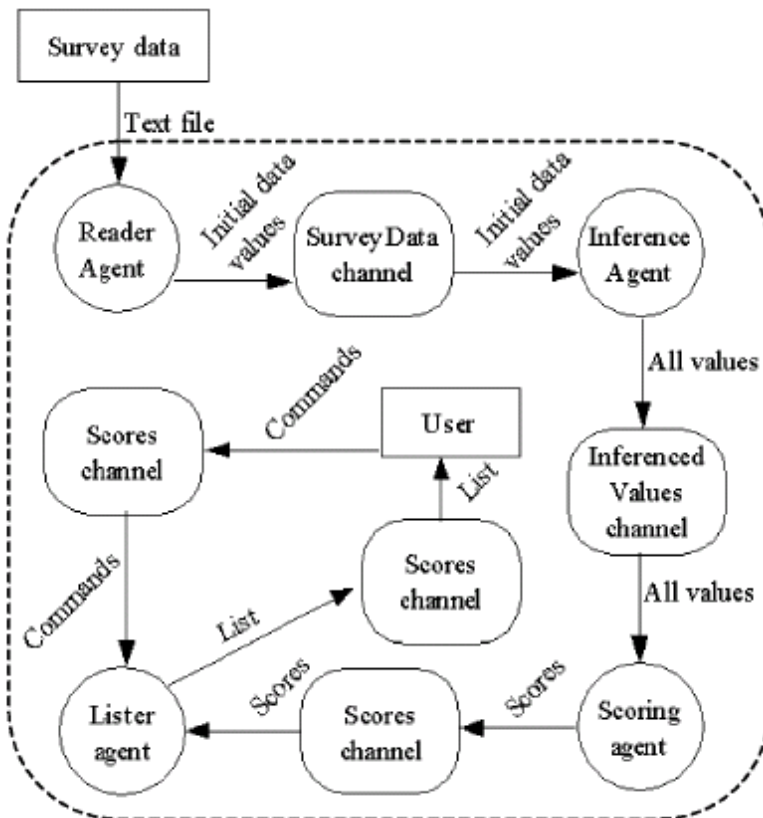 Survey data
Text file
Reader
Agent
Initial data
values
SurveyData
channel
Initial data
values
Inference
Agent
All values
Commands
Scores
channel
User
Inferenced
Values
channel
List
Scores
channel
Commands
List
All values
Lister
agent
Scores
Scores
channel
Scores
Scoring
agent